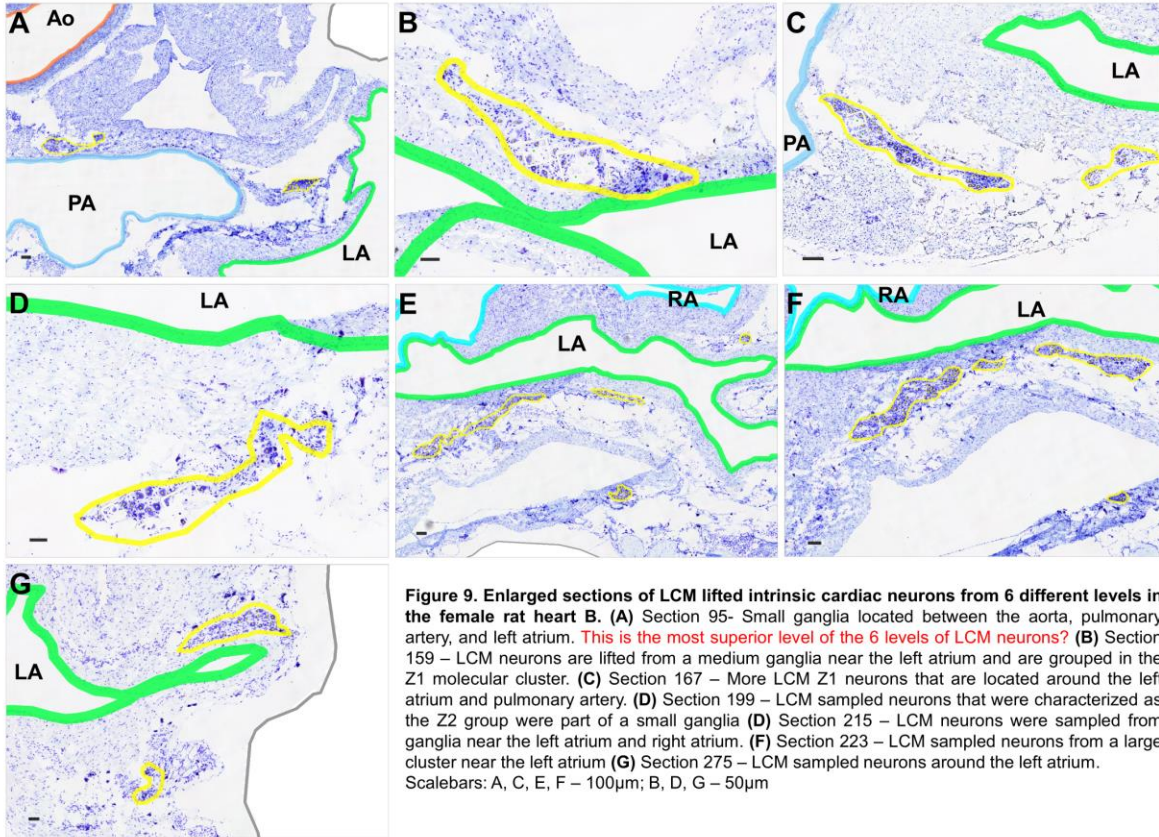 A
Ao
PA
LA
B
LA
C
PA
LA
D
LA
E
RA
LA
F
RA
LA
G
LA
Figure 9. Enlarged sections of LCM lifted intrinsic cardiac neurons from 6 different levels in
the female rat heart B. (A) Section 95- Small ganglia located between the aorta, pulmonary
artery, and left atrium. This is the most superior level of the 6 levels of LCM neurons? (B) Section
159 – LCM neurons are lifted from a medium ganglia near the left atrium and are grouped in the
Z1 molecular cluster. (C) Section 167 – More LCM Z1 neurons that are located around the left
atrium and pulmonary artery. (D) Section 199 – LCM sampled neurons that were characterized as
the Z2 group were part of a small ganglia (D) Section 215 – LCM neurons were sampled from
ganglia near the left atrium and right atrium. (F) Section 223 – LCM sampled neurons from a large
cluster near the left atrium (G) Section 275 – LCM sampled neurons around the left atrium.
Scalebars: A, C, E, F – 100µm; B, D, G – 50µm